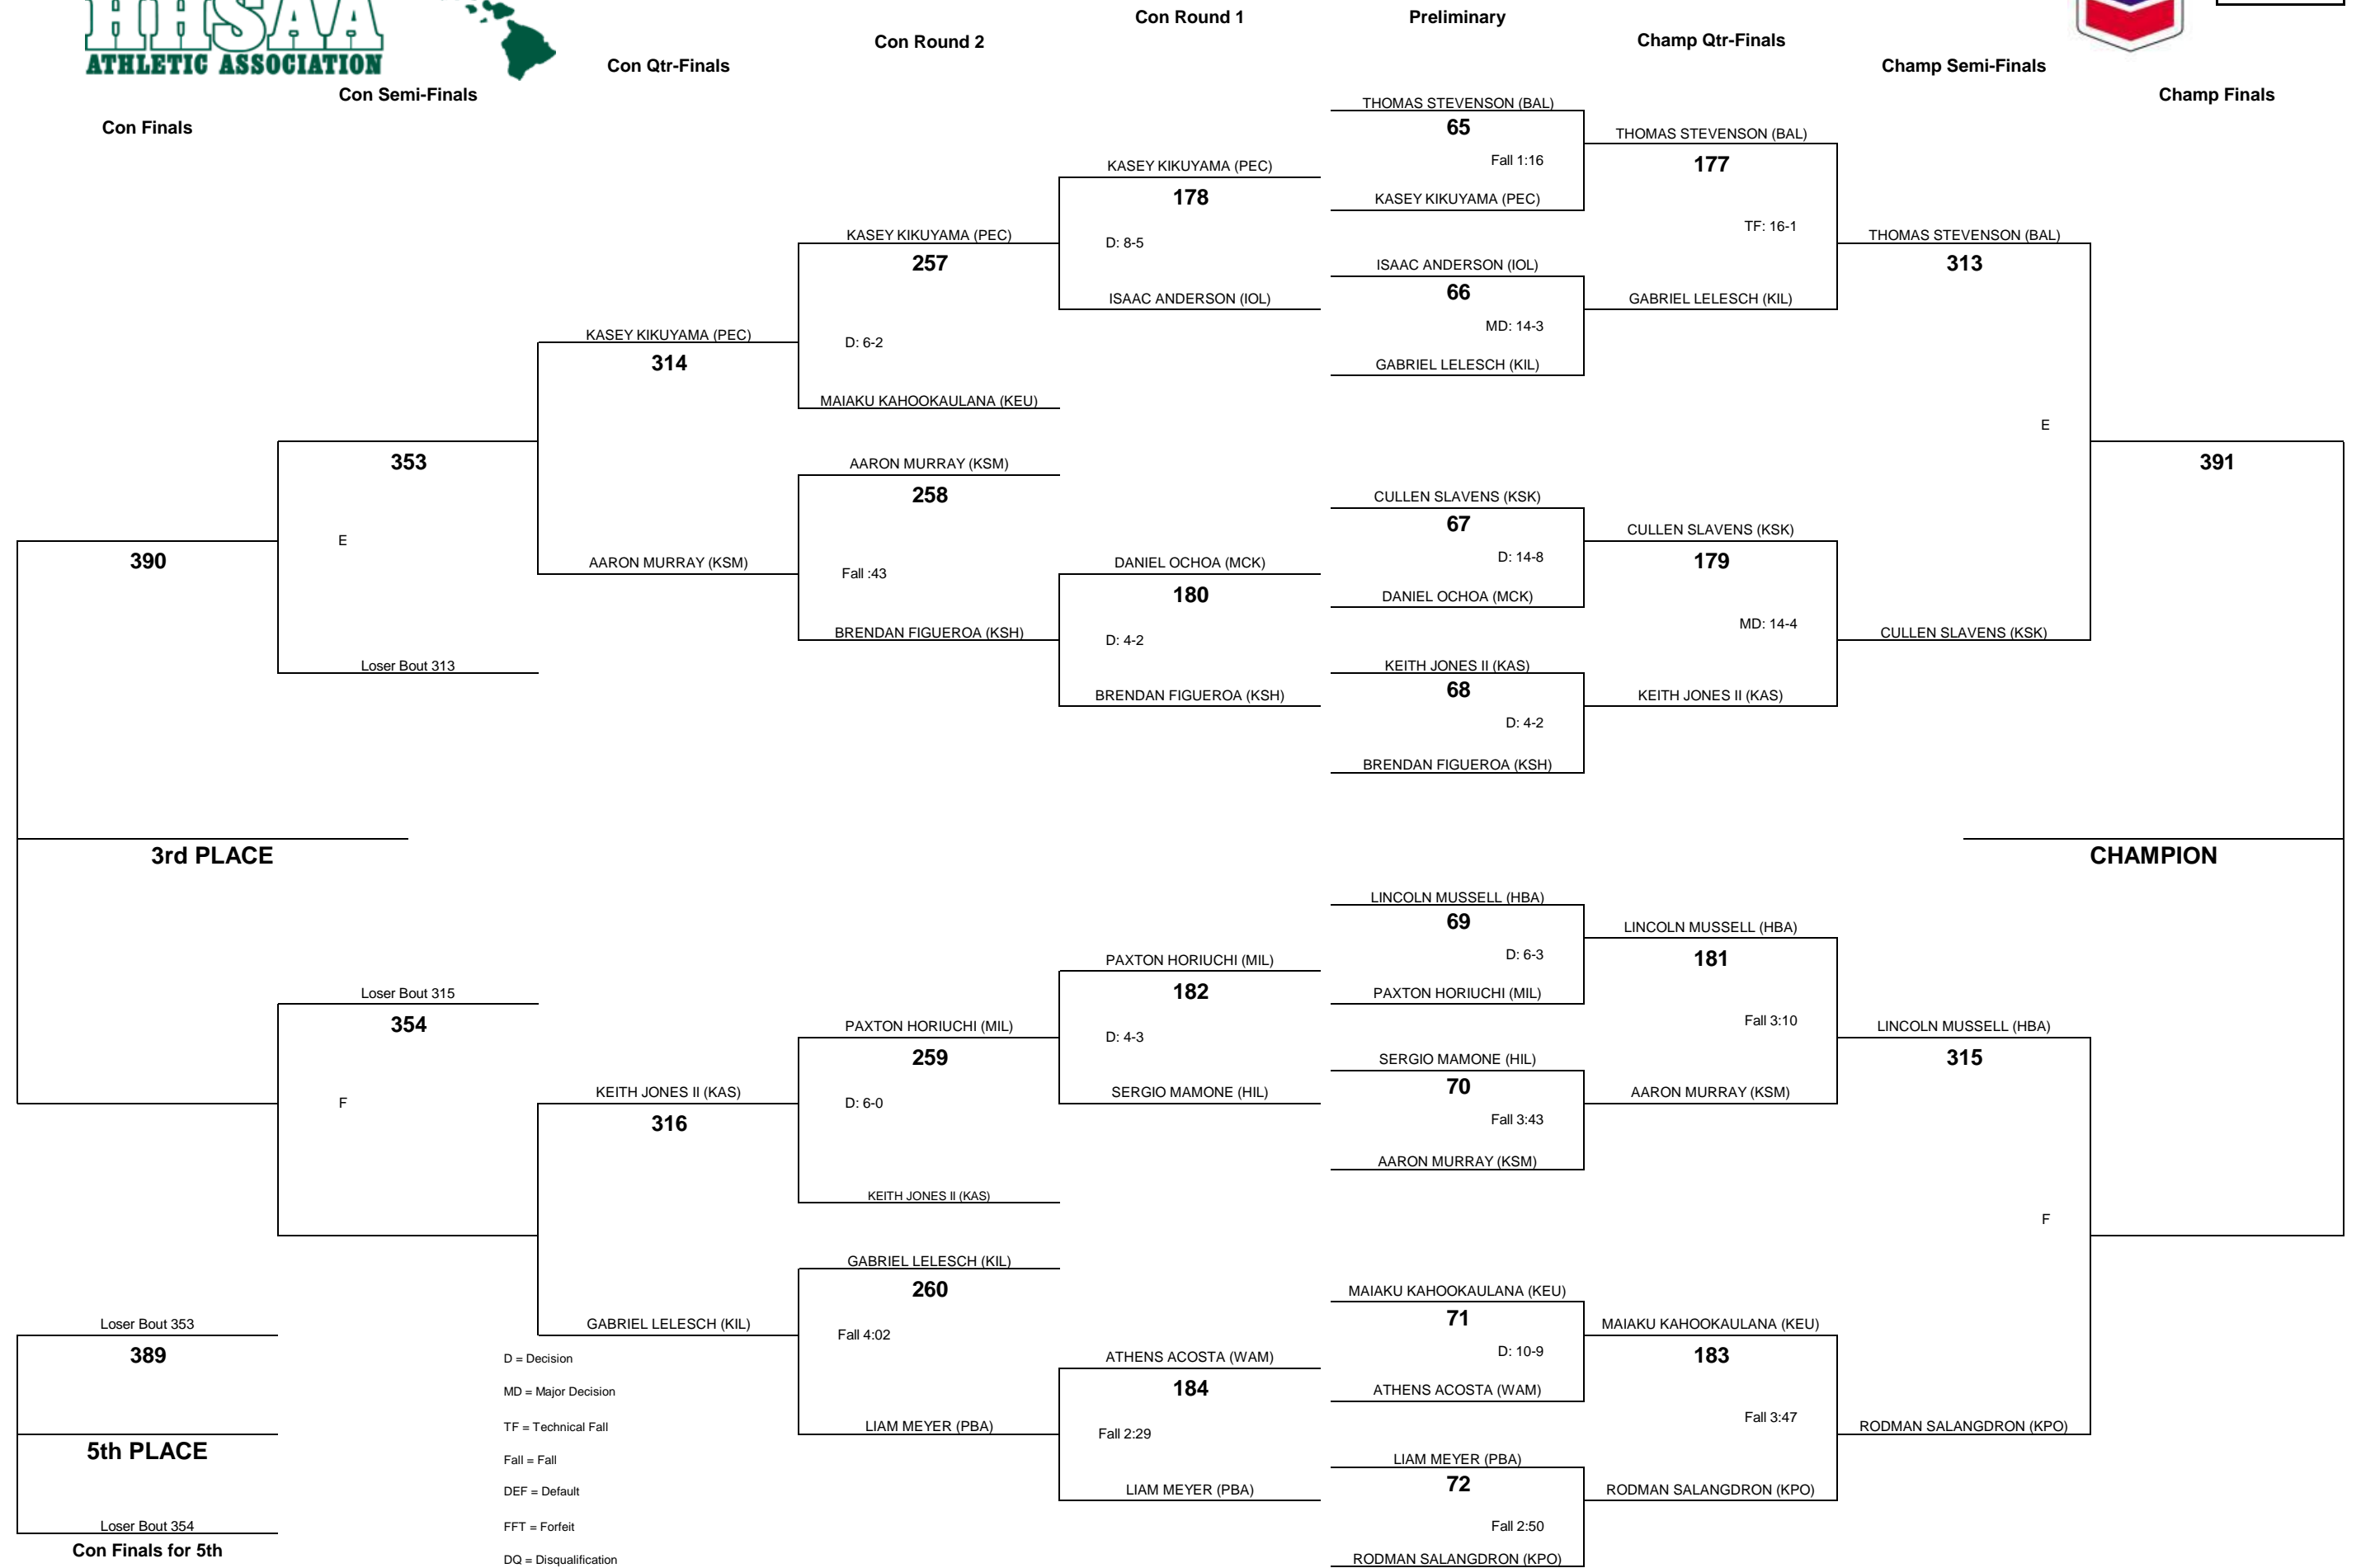 HHSAA
ATHLETIC ASSOCIATION
Con Finals
Con Semi-Finals
Con Qtr-Finals
Con Round 2
Con Round 1
Preliminary
Champ Qtr-Finals
Champ Semi-Finals
Champ Finals
THOMAS STEVENSON (BAL)
65
Fall 1:16
KASEY KIKUYAMA (PEC)
ISAAC ANDERSON (IOL)
66
MD: 14-3
GABRIEL LELESCH (KIL)
CULLEN SLAVENS (KSK)
67
D: 14-8
DANIEL OCHOA (MCK)
KEITH JONES II (KAS)
68
D: 4-2
BRENDAN FIGUEROA (KSH)
LINCOLN MUSSELL (HBA)
69
D: 6-3
PAXTON HORIUCHI (MIL)
SERGIO MAMONE (HIL)
70
Fall 3:43
AARON MURRAY (KSM)
MAIAKU KAHOOKAULANA (KEU)
71
D: 10-9
ATHENS ACOSTA (WAM)
LIAM MEYER (PBA)
72
Fall 2:50
RODMAN SALANGDRON (KPO)
THOMAS STEVENSON (BAL)
177
TF: 16-1
GABRIEL LELESCH (KIL)
CULLEN SLAVENS (KSK)
179
MD: 14-4
KEITH JONES II (KAS)
LINCOLN MUSSELL (HBA)
181
Fall 3:10
AARON MURRAY (KSM)
MAIAKU KAHOOKAULANA (KEU)
183
Fall 3:47
RODMAN SALANGDRON (KPO)
THOMAS STEVENSON (BAL)
313
E
CULLEN SLAVENS (KSK)
LINCOLN MUSSELL (HBA)
315
F
RODMAN SALANGDRON (KPO)
391
CHAMPION
KASEY KIKUYAMA (PEC)
178
D: 8-5
ISAAC ANDERSON (IOL)
DANIEL OCHOA (MCK)
180
D: 4-2
BRENDAN FIGUEROA (KSH)
PAXTON HORIUCHI (MIL)
182
D: 4-3
SERGIO MAMONE (HIL)
ATHENS ACOSTA (WAM)
184
Fall 2:29
LIAM MEYER (PBA)
KASEY KIKUYAMA (PEC)
257
D: 6-2
MAIAKU KAHOOKAULANA (KEU)
AARON MURRAY (KSM)
258
Fall :43
BRENDAN FIGUEROA (KSH)
PAXTON HORIUCHI (MIL)
259
D: 6-0
KEITH JONES II (KAS)
GABRIEL LELESCH (KIL)
260
Fall 4:02
LIAM MEYER (PBA)
KASEY KIKUYAMA (PEC)
314
AARON MURRAY (KSM)
KEITH JONES II (KAS)
316
GABRIEL LELESCH (KIL)
353
E
Loser Bout 313
Loser Bout 315
354
F
390
3rd PLACE
Loser Bout 353
389
5th PLACE
Loser Bout 354
Con Finals for 5th
D = Decision
MD = Major Decision
TF = Technical Fall
Fall = Fall
DEF = Default
FFT = Forfeit
DQ = Disqualification